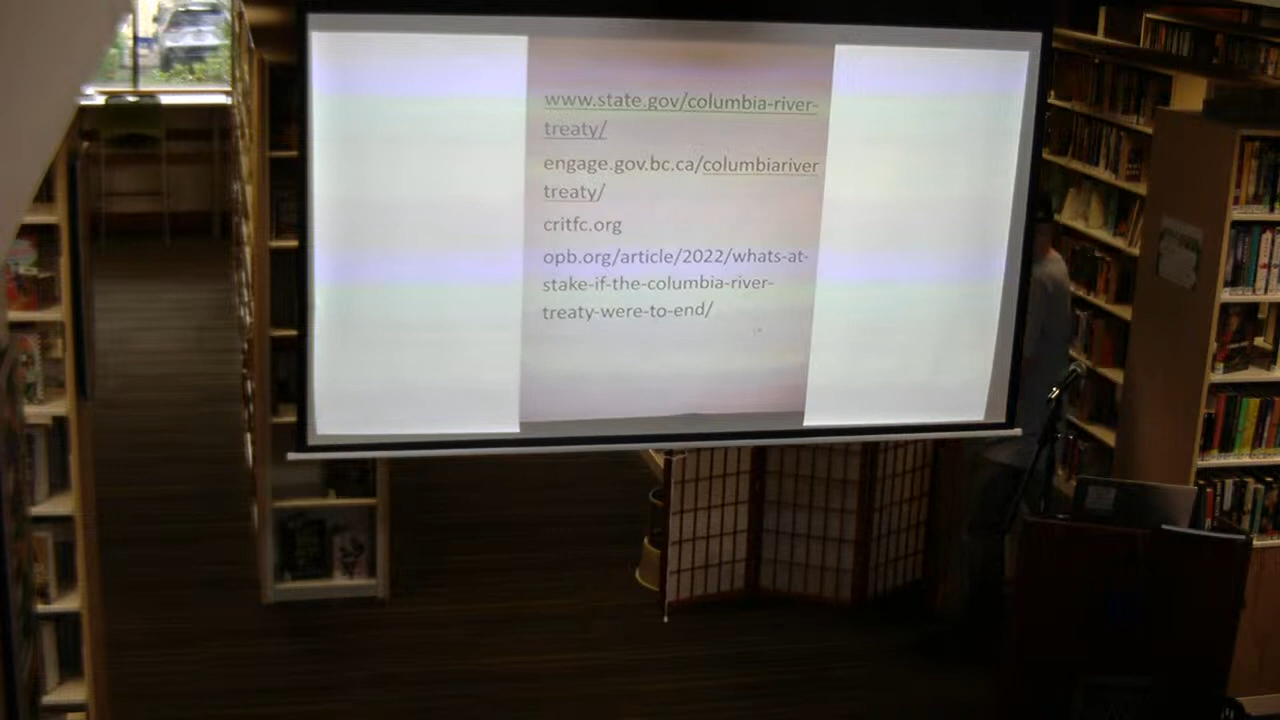 www.state.gov/columbia-river-
treaty/
engage.gov.bc.ca/columbiariver
treaty/
critfc.org
opb.org/article/2022/whats-at-
stake-if-the-columbia-river-
treaty-were-to-end/